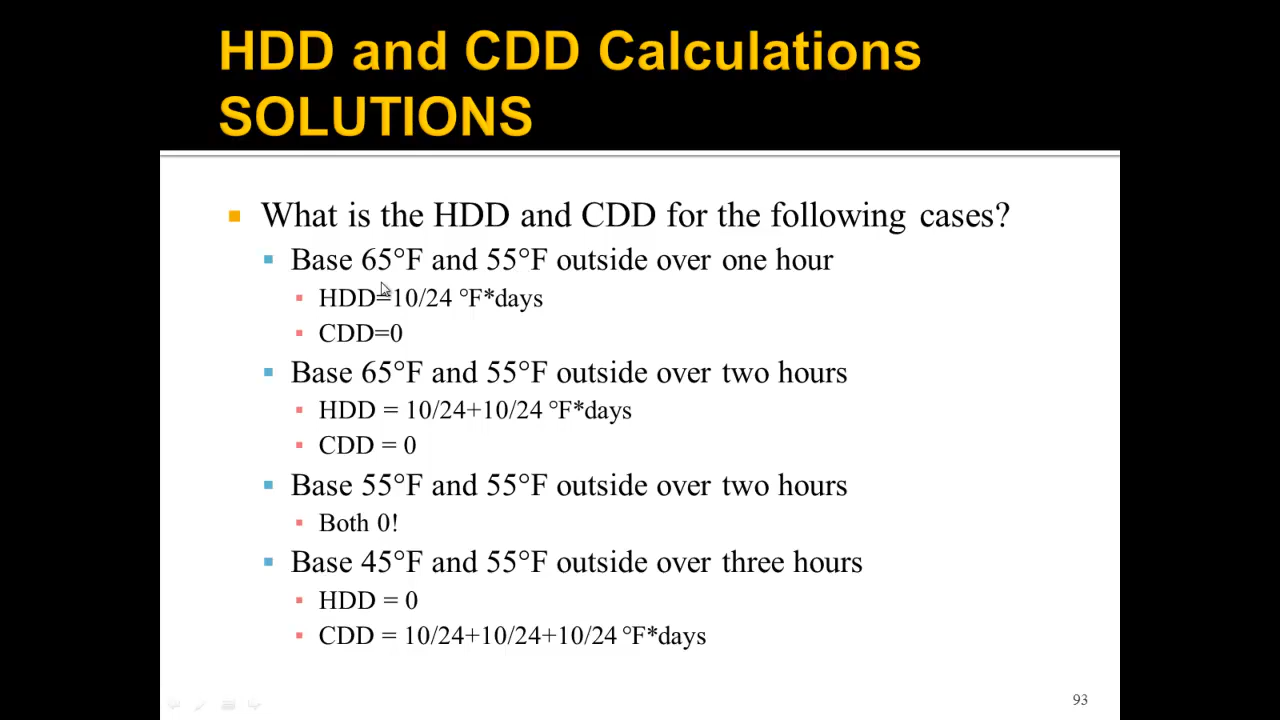 HDD and CDD Calculations
SOLUTIONS
What is the HDD and CDD for the following cases?
Base 65°F and 55°F outside over one hour
HDD=10/24 °F*days
CDD=0
Base 65°F and 55°F outside over two hours
HDD = 10/24+10/24 °F*days
CDD = 0
Base 55°F and 55°F outside over two hours
Both 0!
Base 45°F and 55°F outside over three hours
HDD = 0
CDD = 10/24+10/24+10/24 °F*days
93